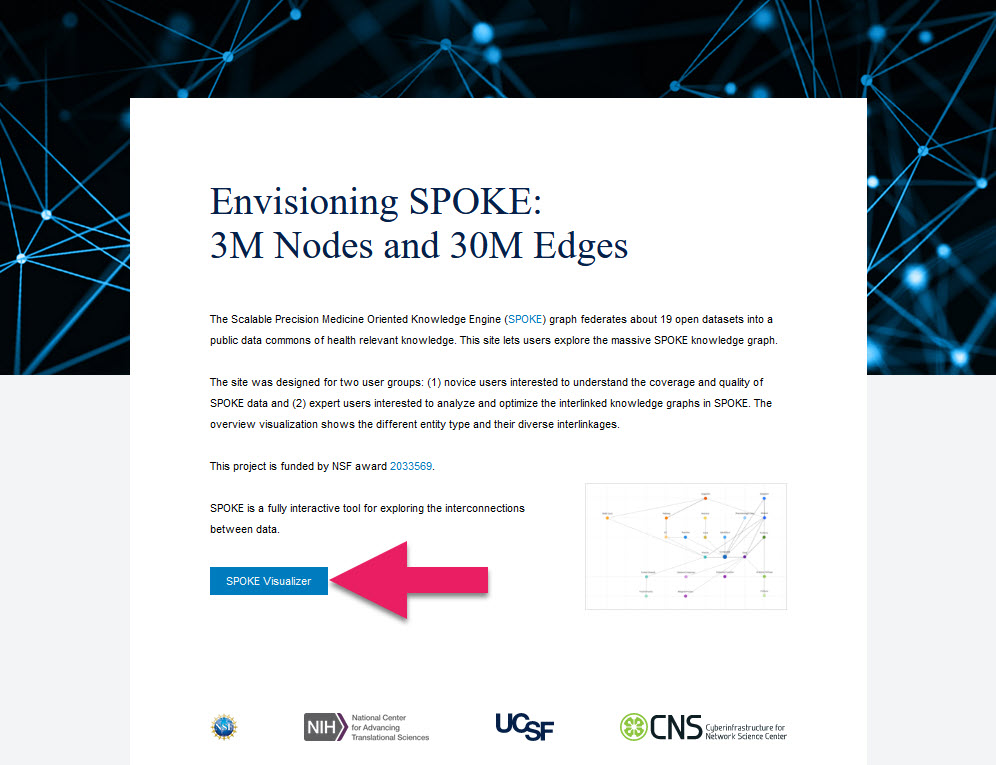 Envisioning SPOKE:
3M Nodes and 30M Edges
The Scalable Precision Medicine Oriented Knowledge Engine (SPOKE) graph federates about 19 open datasets into a
public data commons of health relevant knowledge. This site lets users explore the massive SPOKE knowledge graph.
The site was designed for two user groups: (1) novice users interested to understand the coverage and quality of
SPOKE data and (2) expert users interested to analyze and optimize the interlinked knowledge graphs in SPOKE. The
overview visualization shows the different entity type and their diverse interlinkages.
This project is funded by NSF award 2033569.
SPOKE is a fully interactive tool for exploring the interconnections
between data.
SPOKE Visualizer
NSF
NIH
National Center
for Advancing
Translational Sciences
UCSF
CNS
Cyberinfrastructure for
Network Science Center